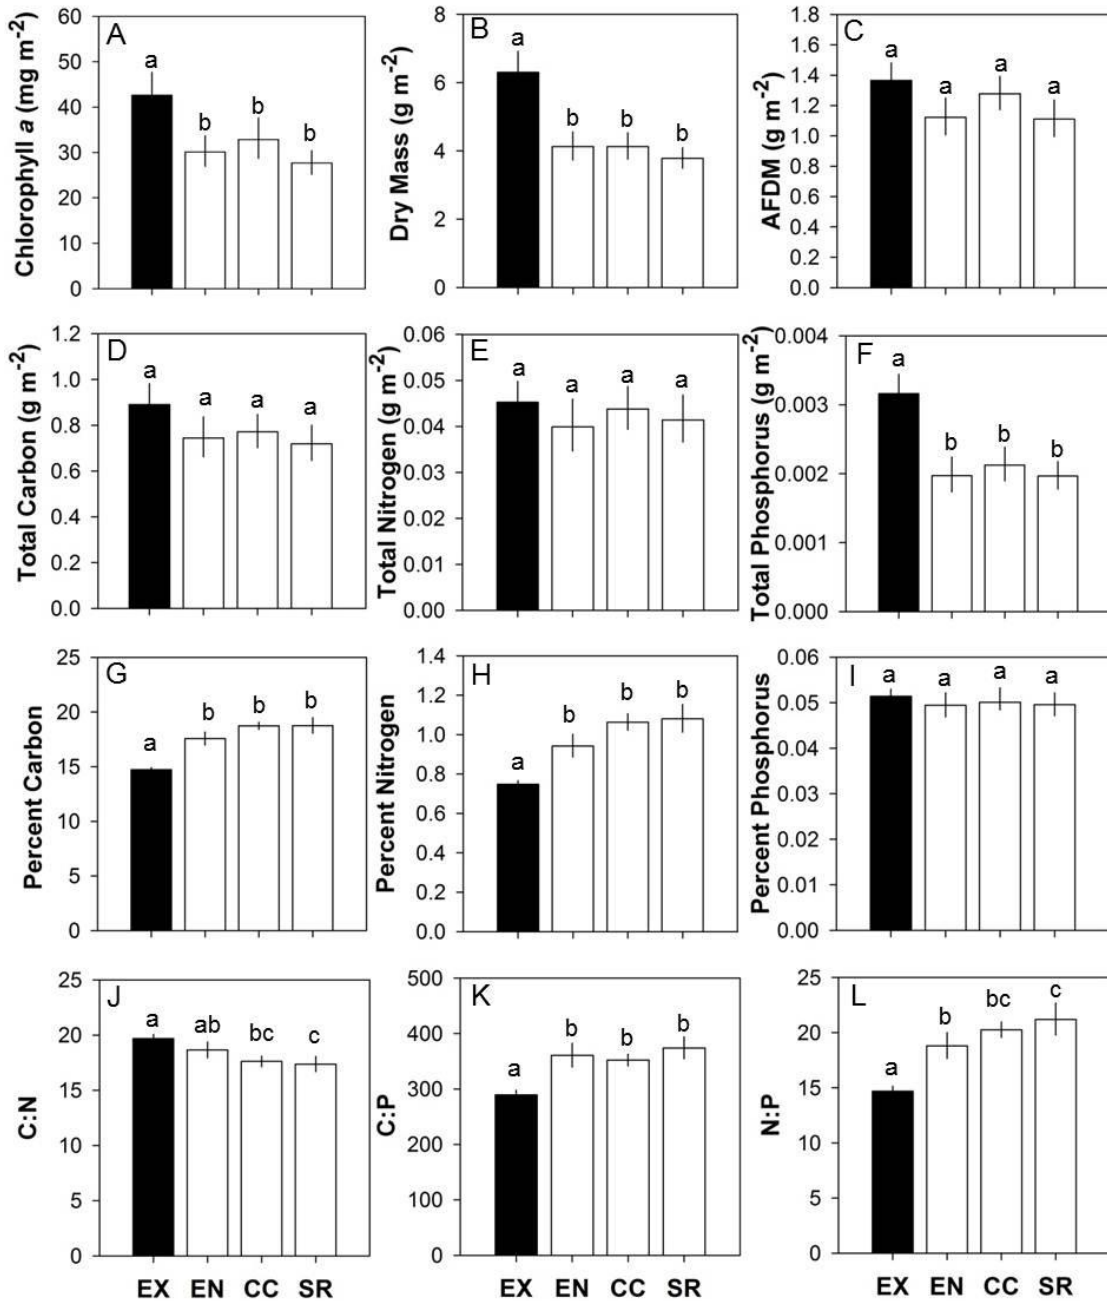 A
Chlorophyll a (mg m-2)
60
50
40
30
20
10
0
a
b
b
b
B
Dry Mass (g m-2)
8
6
4
2
0
a
b
b
b
C
AFDM (g m-2)
1.8
1.6
1.4
1.2
1.0
0.8
0.6
0.4
0.2
0.0
a
a
a
a
D
Total Carbon (g m-2)
1.2
1.0
0.8
0.6
0.4
0.2
0.0
a
a
a
a
E
Total Nitrogen (g m-2)
0.06
0.05
0.04
0.03
0.02
0.01
0.00
a
a
a
a
F
Total Phosphorus (g m-2)
0.004
0.003
0.002
0.001
0.000
a
b
b
b
G
Percent Carbon
25
20
15
10
5
0
a
b
b
b
H
Percent Nitrogen
1.4
1.2
1.0
0.8
0.6
0.4
0.2
0.0
a
b
b
b
I
Percent Phosphorus
0.06
0.05
0.04
0.03
0.02
0.01
0.00
a
a
a
a
J
C:N
25
20
15
10
5
0
a
ab
bc
c
EX EN CC SR
K
C:P
500
400
300
200
100
0
a
b
b
b
EX EN CC SR
L
N:P
25
20
15
10
5
0
a
b
bc
c
EX EN CC SR